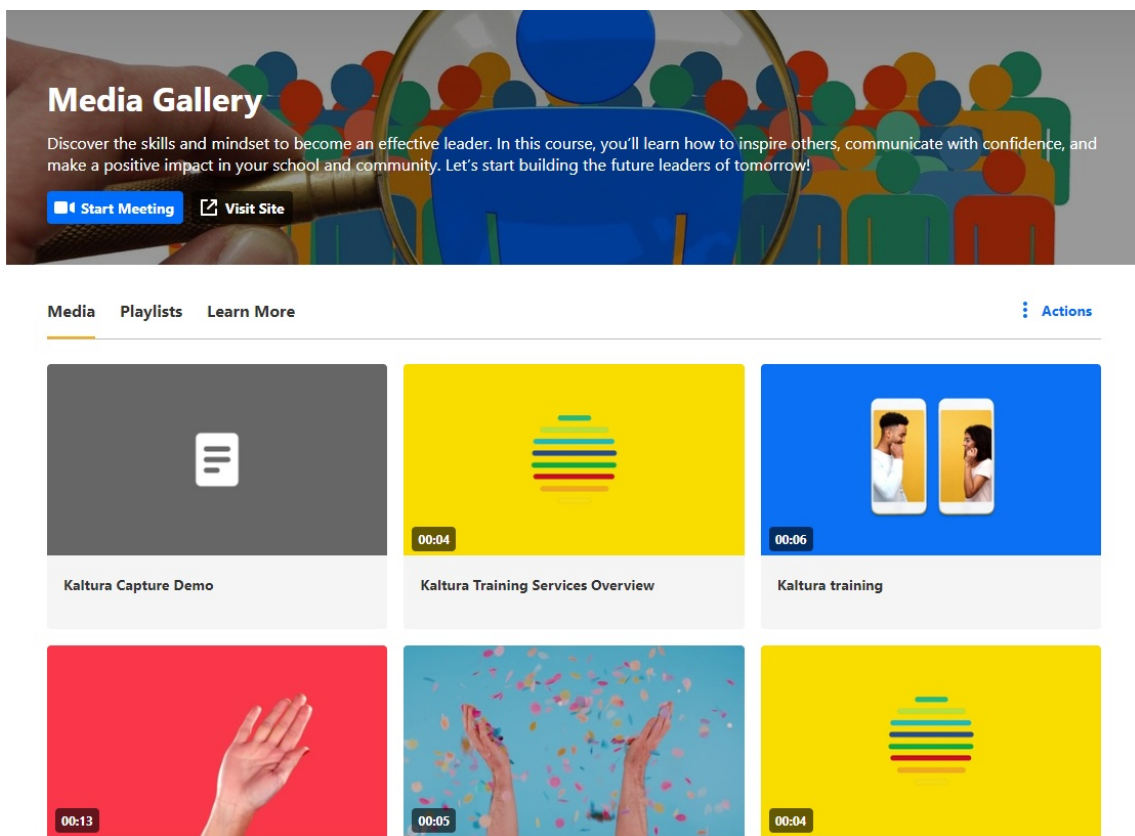 Media Gallery
Discover the skills and mindset to become an effective leader. In this course, you'll learn how to inspire others, communicate with confidence, and
make a positive impact in your school and community. Let's start building the future leaders of tomorrow!
Start Meeting Visit Site
Media Playlists Learn More Actions
00:04 00:06
Kaltura Capture Demo Kaltura Training Services Overview Kaltura training
00:13 00:05 00:04